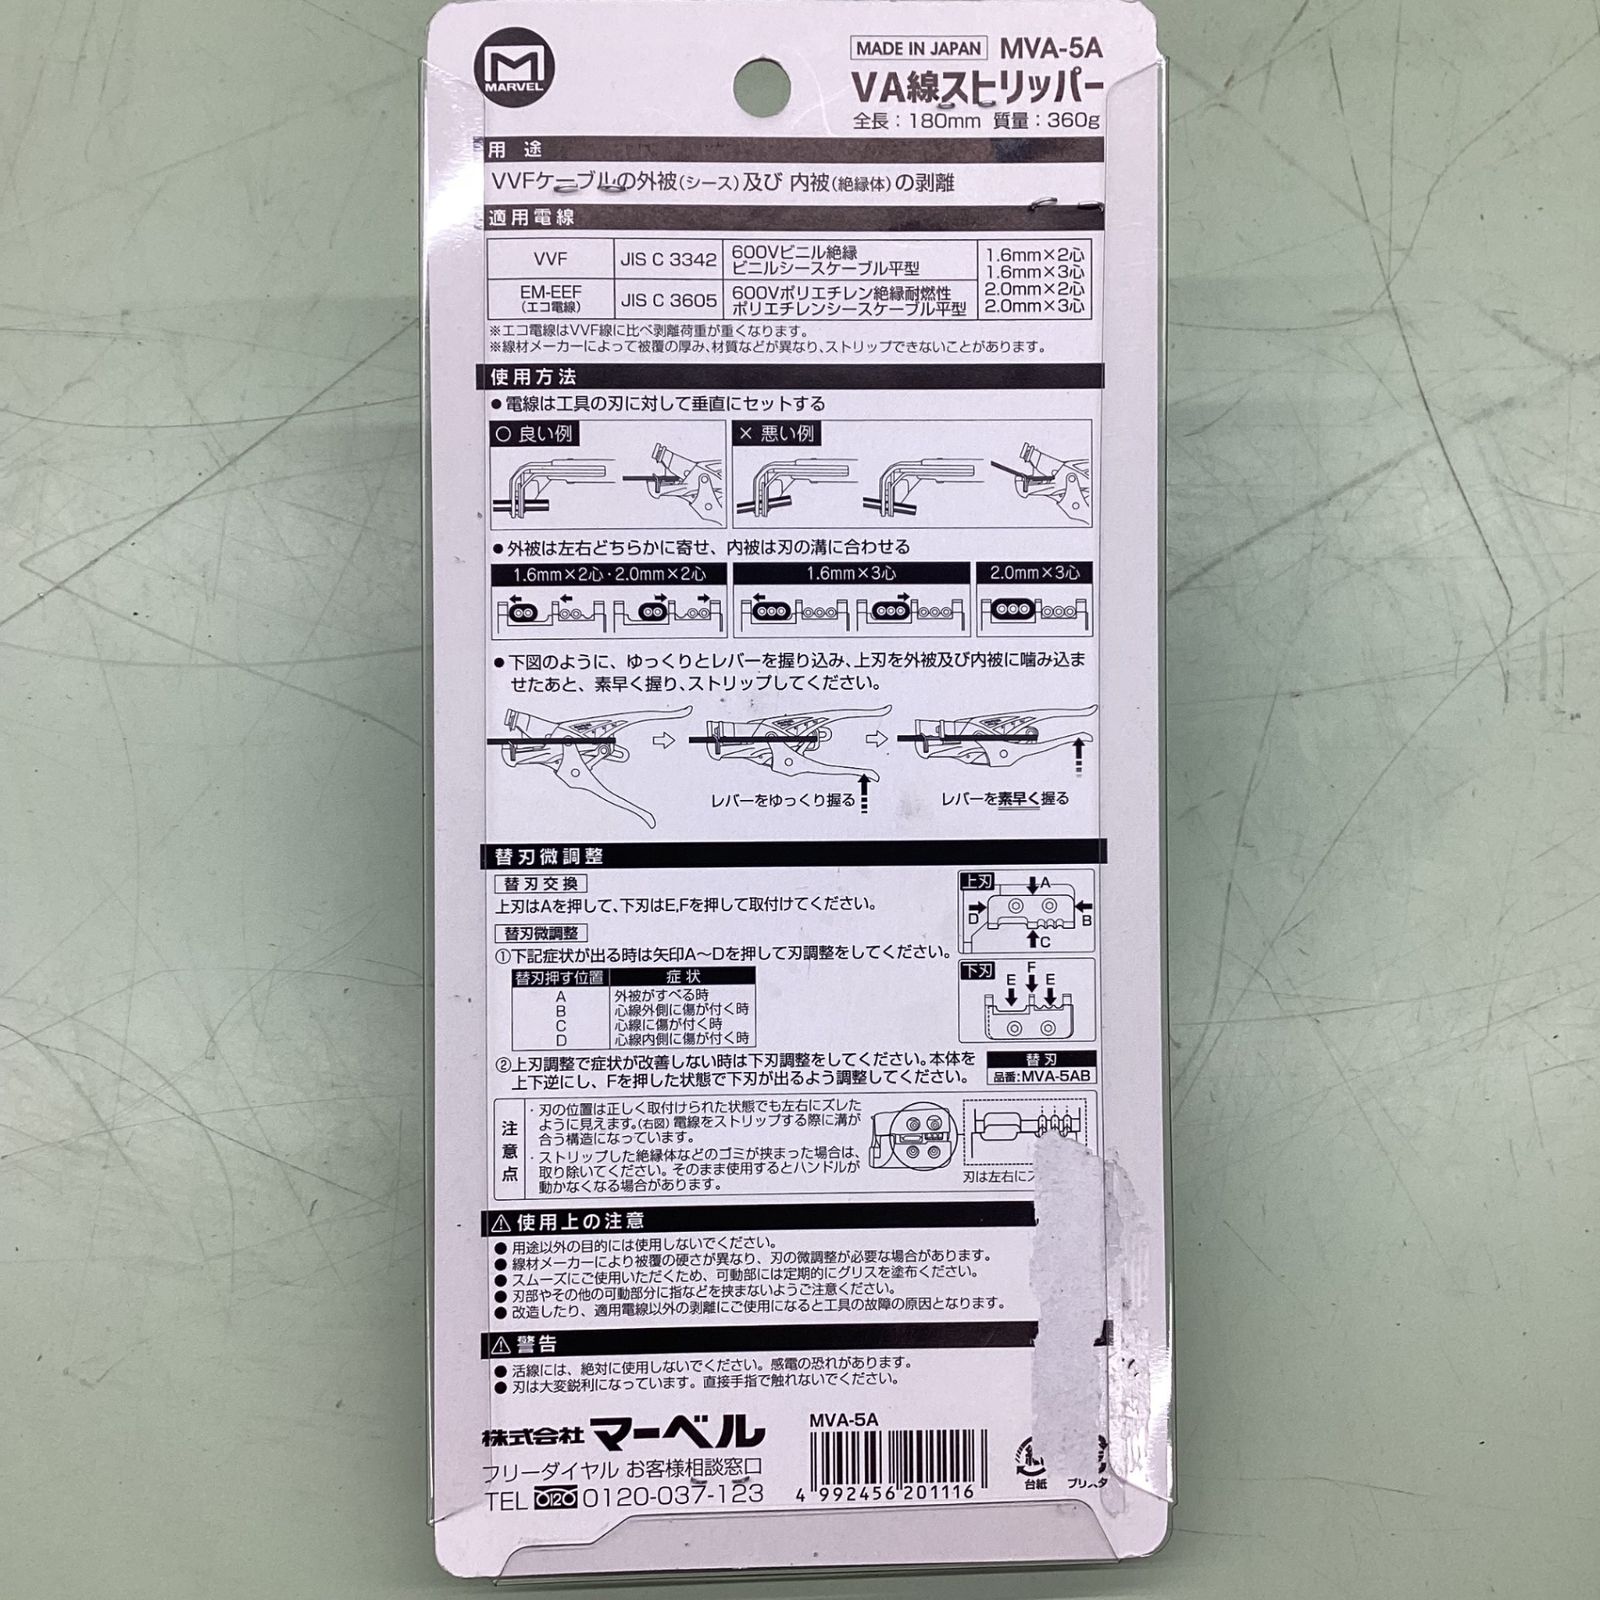 MARVEL
MADE IN JAPAN MVA-5A
VA線ストリッパー
全長：180mm 質量：360g
用途
VVFケーブルの外被(シース)及び 内被(絶縁体)の剥離
適用電線
VVF JIS C 3342 600Vビニル絶縁 ビニルシースケーブル平型
EM-EEF (エコ電線) JIS C 3605 600Vポリエチレン絶縁耐燃性 ポリエチレンシースケーブル平型
1.6mm×2心
1.6mm×3心
2.0mm×2心
2.0mm×3心
※エコ電線はVVF線に比べ剥離荷重が重くなります。
※線材メーカーによって被覆の厚み、材質などが異なり、ストリップできないことがあります。
使用方法
●電線は工具の刃に対して垂直にセットする
○ 良い例 × 悪い例
●外被は左右どちらかに寄せ、内被は刃の溝に合わせる
1.6mm×2心・2.0mm×2心 1.6mm×3心 2.0mm×3心
●下図のように、ゆっくりとレバーを握り込み、上刃を外被及び内被に噛み込ま
せたあと、素早く握り、ストリップしてください。
レバーをゆっくり握る レバーを素早く握る
替刃微調整
替刃交換
上刃はAを押して、下刃はE,Fを押して取付けてください。
上刃 A
D B
C
替刃微調整
①下記症状が出る時は矢印A～Dを押して刃調整をしてください。
替刃押す位置 症状
A 外被がすべる時
B 心線外側に傷が付く時
C 心線に傷が付く時
D 心線内側に傷が付く時
下刃 F
E E
②上刃調整で症状が改善しない時は下刃調整をしてください。本体を
上下逆にし、Fを押した状態で下刃が出るよう調整してください。
替刃
品番：MVA-5AB
注意点
・刃の位置は正しく取付けられた状態でも左右にズレた
ように見えます。(右図)電線をストリップする際に溝が
合う構造になっています。
・ストリップした絶縁体などのゴミが挟まった場合は、
取り除いてください。そのまま使用するとハンドルが
動かなくなる場合があります。
刃は左右に
⚠ 使用上の注意
●用途以外の目的には使用しないでください。
●線材メーカーにより被覆の硬さが異なり、刃の微調整が必要な場合があります。
●スムーズにご使用いただくため、可動部には定期的にグリスを塗布ください。
●刃部やその他の可動部分に指などを挟まないようご注意ください。
●改造したり、適用電線以外の剥離にご使用になると工具の故障の原因となります。
⚠ 警告
●活線には、絶対に使用しないでください。感電の恐れがあります。
●刃は大変鋭利になっています。直接手指で触れないでください。
株式会社 マーベル
フリーダイヤル お客様相談窓口
TEL 0120-037-123
MVA-5A
4 992456 201116
台紙